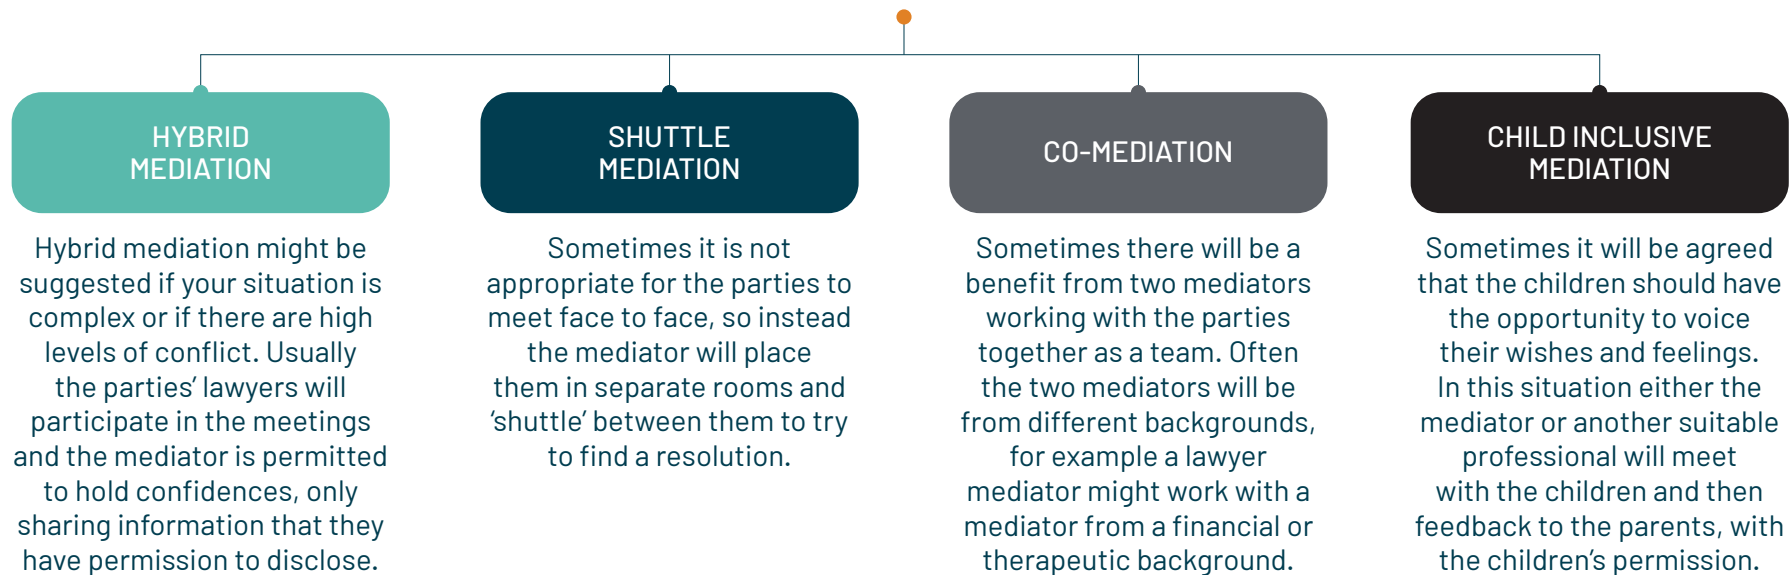 HYBRID
MEDIATION
Hybrid mediation might be
suggested if your situation is
complex or if there are high
levels of conflict. Usually
the parties’ lawyers will
participate in the meetings
and the mediator is permitted
to hold confidences, only
sharing information that they
have permission to disclose.
SHUTTLE
MEDIATION
Sometimes it is not
appropriate for the parties to
meet face to face, so instead
the mediator will place
them in separate rooms and
‘shuttle’ between them to try
to find a resolution.
CO-MEDIATION
Sometimes there will be a
benefit from two mediators
working with the parties
together as a team. Often
the two mediators will be
from different backgrounds,
for example a lawyer
mediator might work with a
mediator from a financial or
therapeutic background.
CHILD INCLUSIVE
MEDIATION
Sometimes it will be agreed
that the children should have
the opportunity to voice
their wishes and feelings.
In this situation either the
mediator or another suitable
professional will meet
with the children and then
feedback to the parents, with
the children’s permission.